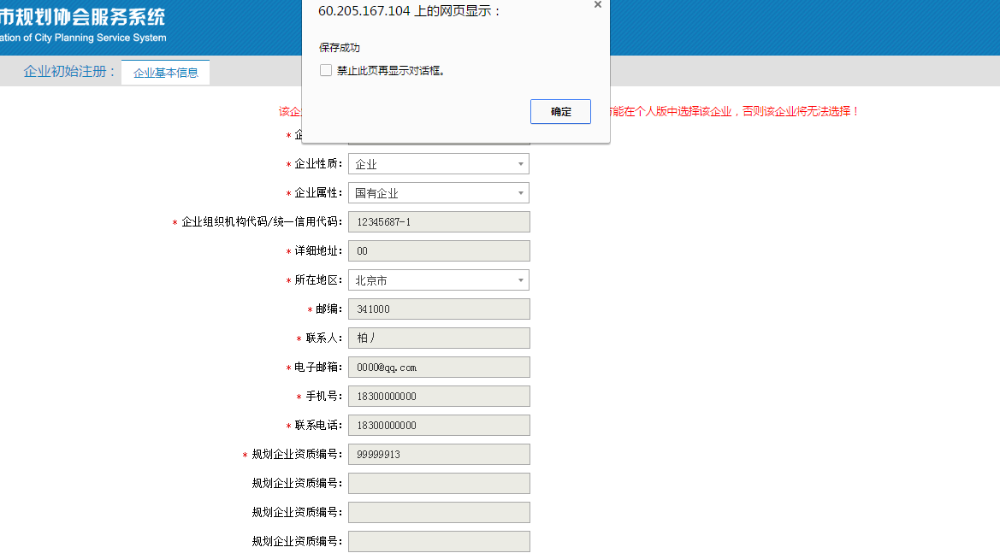 市规划协会服务系统
ation of City Planning Service System
60.205.167.104 上的网页显示：
保存成功
禁止此页再显示对话框。
确定
企业初始注册： 企业基本信息
该企 能在个人版中选择该企业，否则该企业将无法选择！
* 企
* 企业性质： 企业
* 企业属性： 国有企业
* 企业组织机构代码/统一信用代码： 12345687-1
* 详细地址： 00
* 所在地区： 北京市
* 邮编： 341000
* 联系人： 柏丿
* 电子邮箱： 0000@qq.com
* 手机号： 18300000000
* 联系电话： 18300000000
* 规划企业资质编号： 99999913
规划企业资质编号：
规划企业资质编号：
规划企业资质编号：